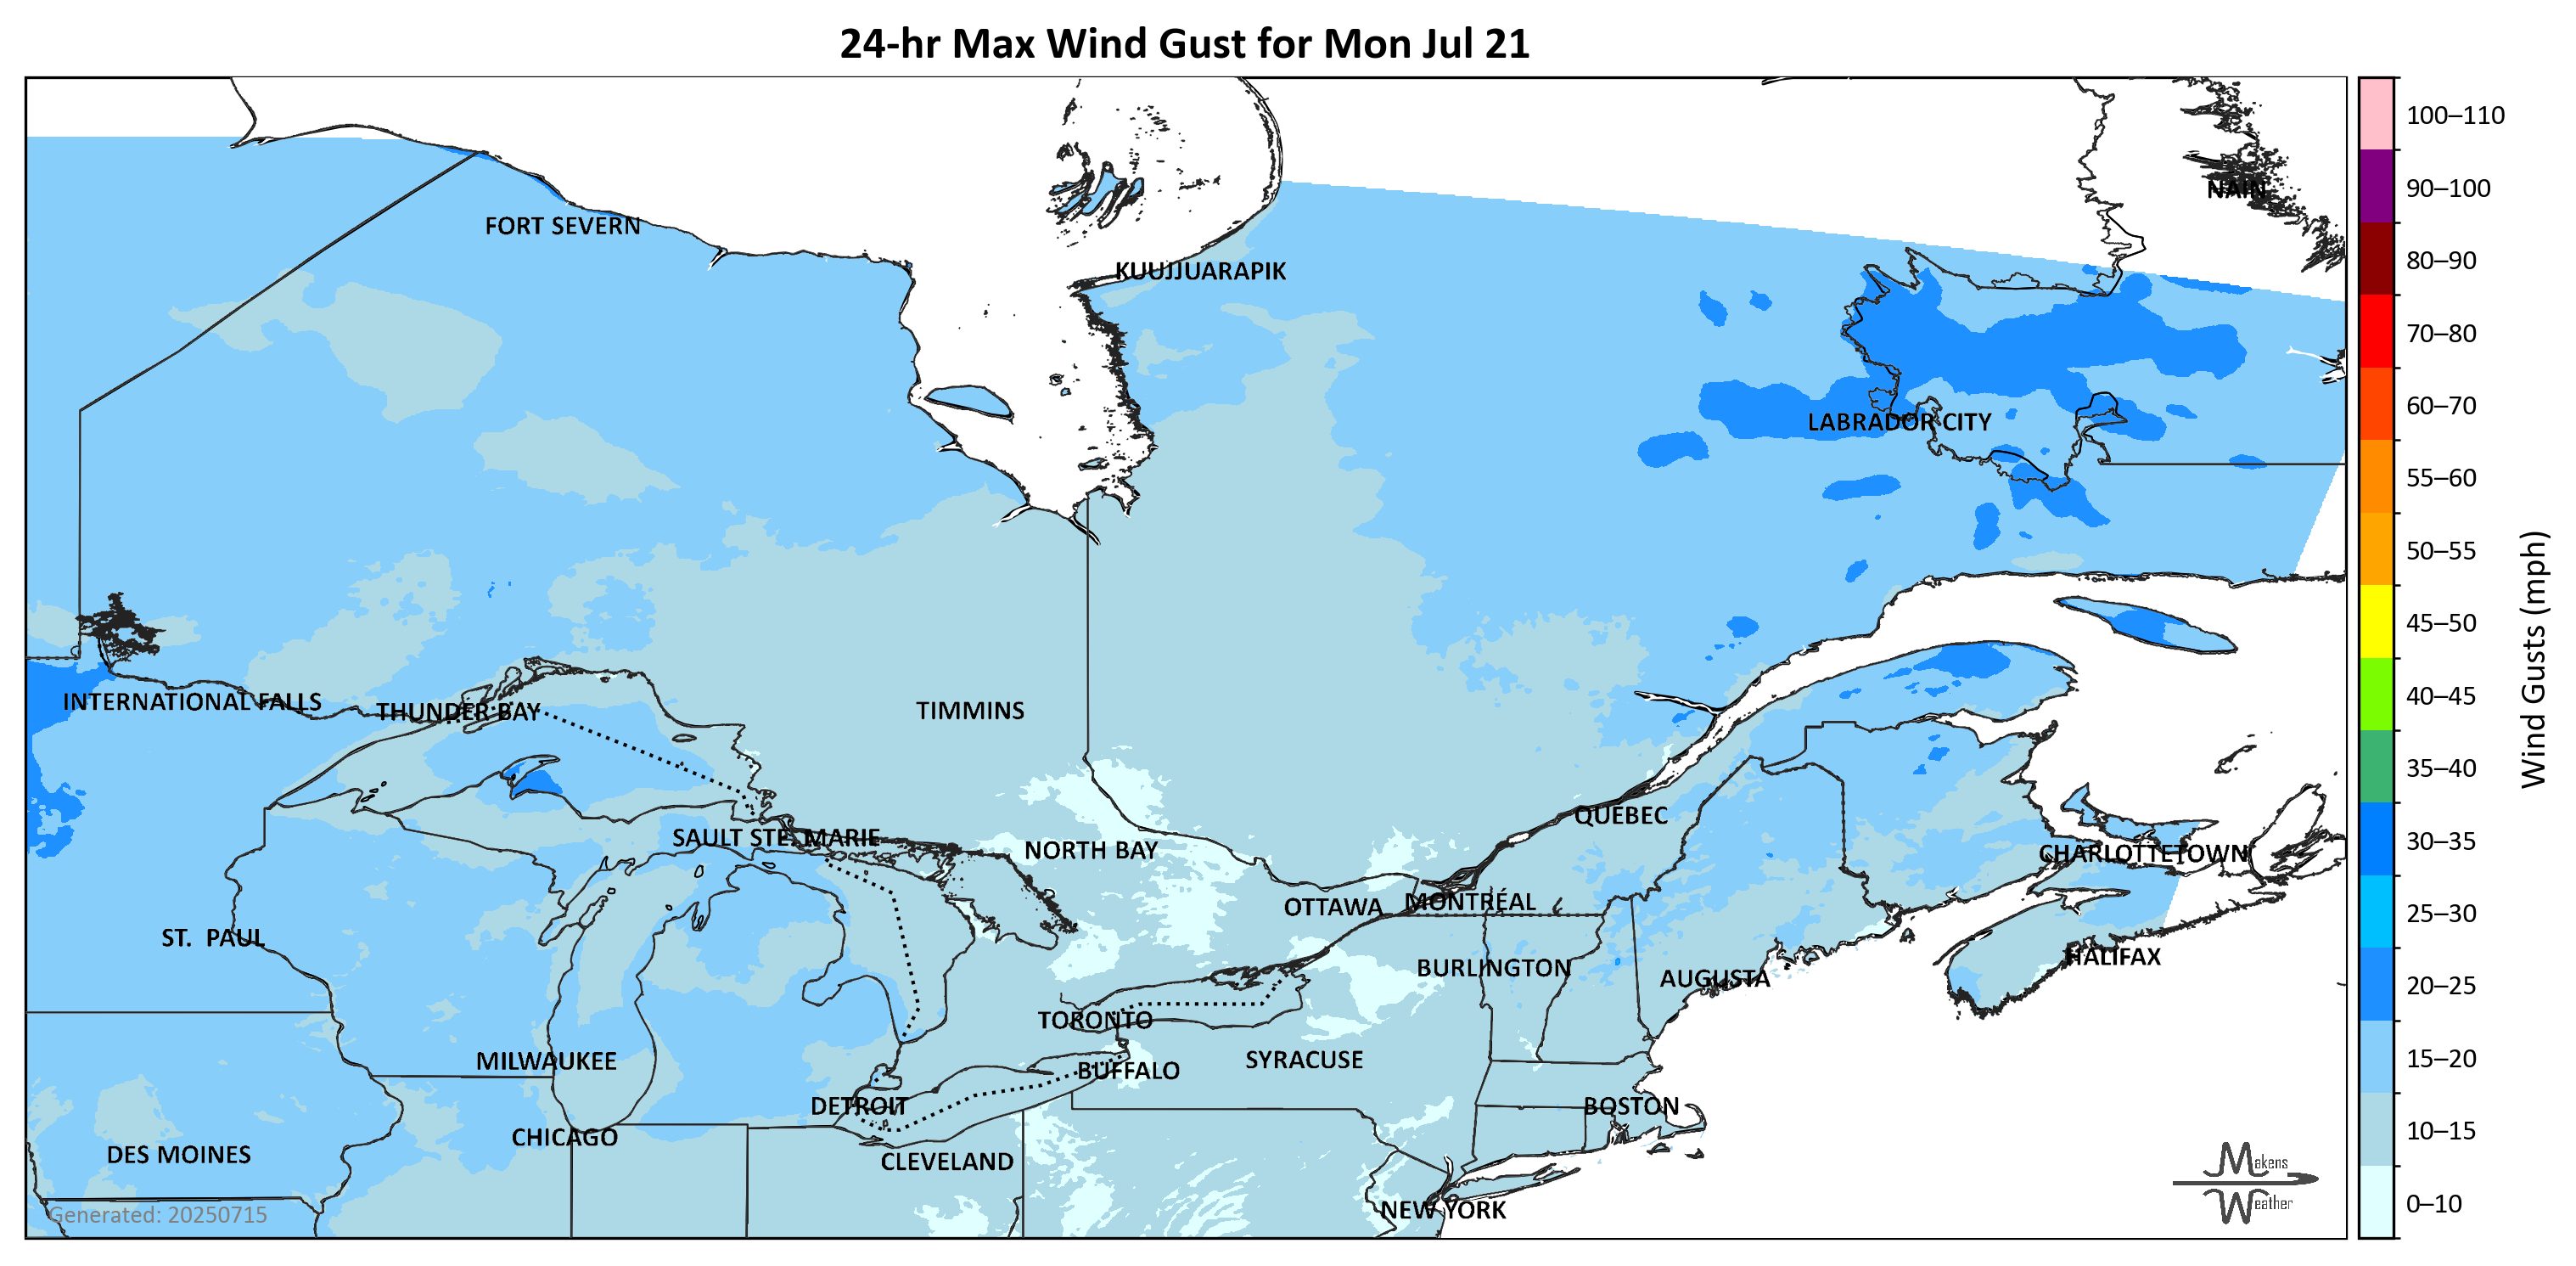 24-hr Max Wind Gust for Mon Jul 21
100–110
90–100
NAIN
FORT SEVERN
80–90
KUUJJUARAPIK
70–80
60–70
LABRADOR CITY
55–60
50–55
45–50
Wind Gusts (mph)
40–45
INTERNATIONAL FALLS
THUNDER BAY
TIMMINS
35–40
QUÉBEC
30–35
SAULT STE. MARIE
NORTH BAY
CHARLOTTETOWN
OTTAWA
MONTRÉAL
25–30
ST. PAUL
HALIFAX
BURLINGTON
AUGUSTA
20–25
TORONTO
MILWAUKEE
SYRACUSE
15–20
BUFFALO
DETROIT
BOSTON
10–15
CHICAGO
DES MOINES
CLEVELAND
Makens
Weather
0–10
NEW YORK
Generated: 20250715